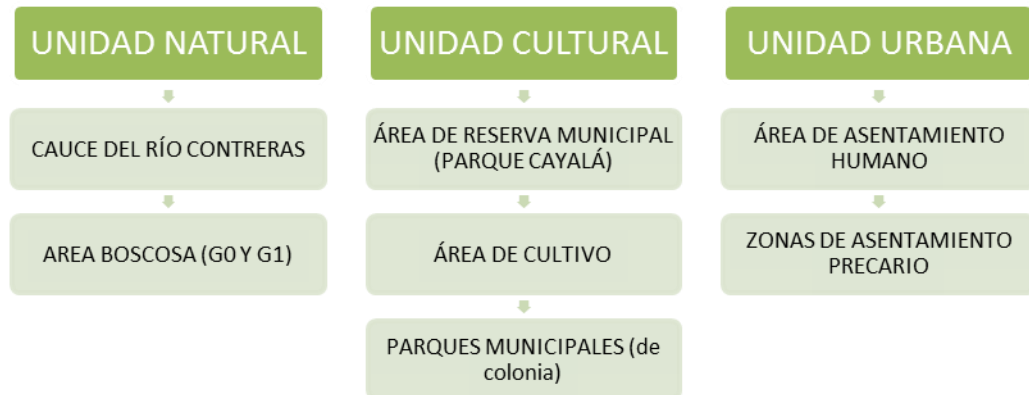 UNIDAD NATURAL
CAUCE DEL RÍO CONTRERAS
AREA BOSCOSA (G0 Y G1)
UNIDAD CULTURAL
ÁREA DE RESERVA MUNICIPAL
(PARQUE CAYALÁ)
ÁREA DE CULTIVO
PARQUES MUNICIPALES (de
colonia)
UNIDAD URBANA
ÁREA DE ASENTAMIENTO
HUMANO
ZONAS DE ASENTAMIENTO
PRECARIO